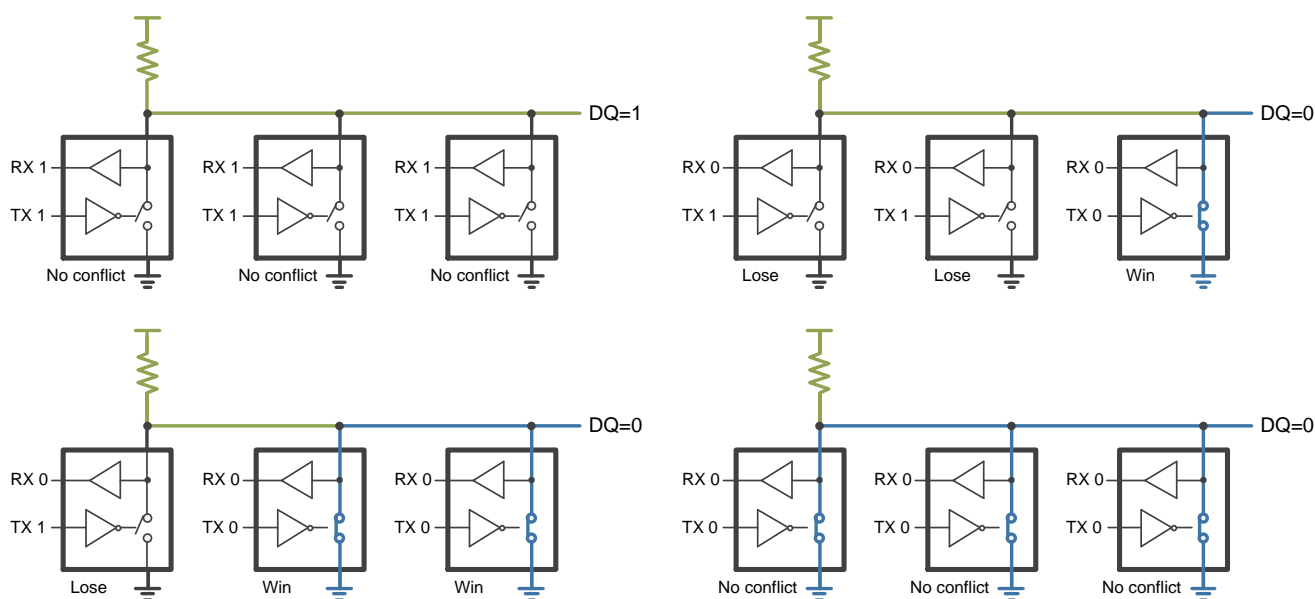 DQ=1
RX 1
RX 1
RX 1
TX 1
TX 1
TX 1
No conflict
No conflict
No conflict
DQ=0
RX 0
RX 0
RX 0
TX 1
TX 1
TX 0
Lose
Lose
Win
DQ=0
RX 0
RX 0
RX 0
TX 1
TX 0
TX 0
Lose
Win
Win
DQ=0
RX 0
RX 0
RX 0
TX 0
TX 0
TX 0
No conflict
No conflict
No conflict